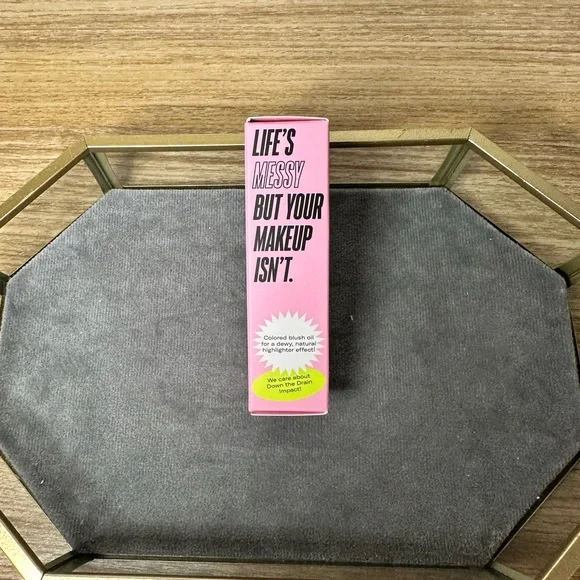 LIFE'S
MESSY
BUT YOUR
MAKEUP
ISN'T.
Colored blush oil
for a dewy, natural
highlighter effect!
We care about
Down the Drain
Impact!